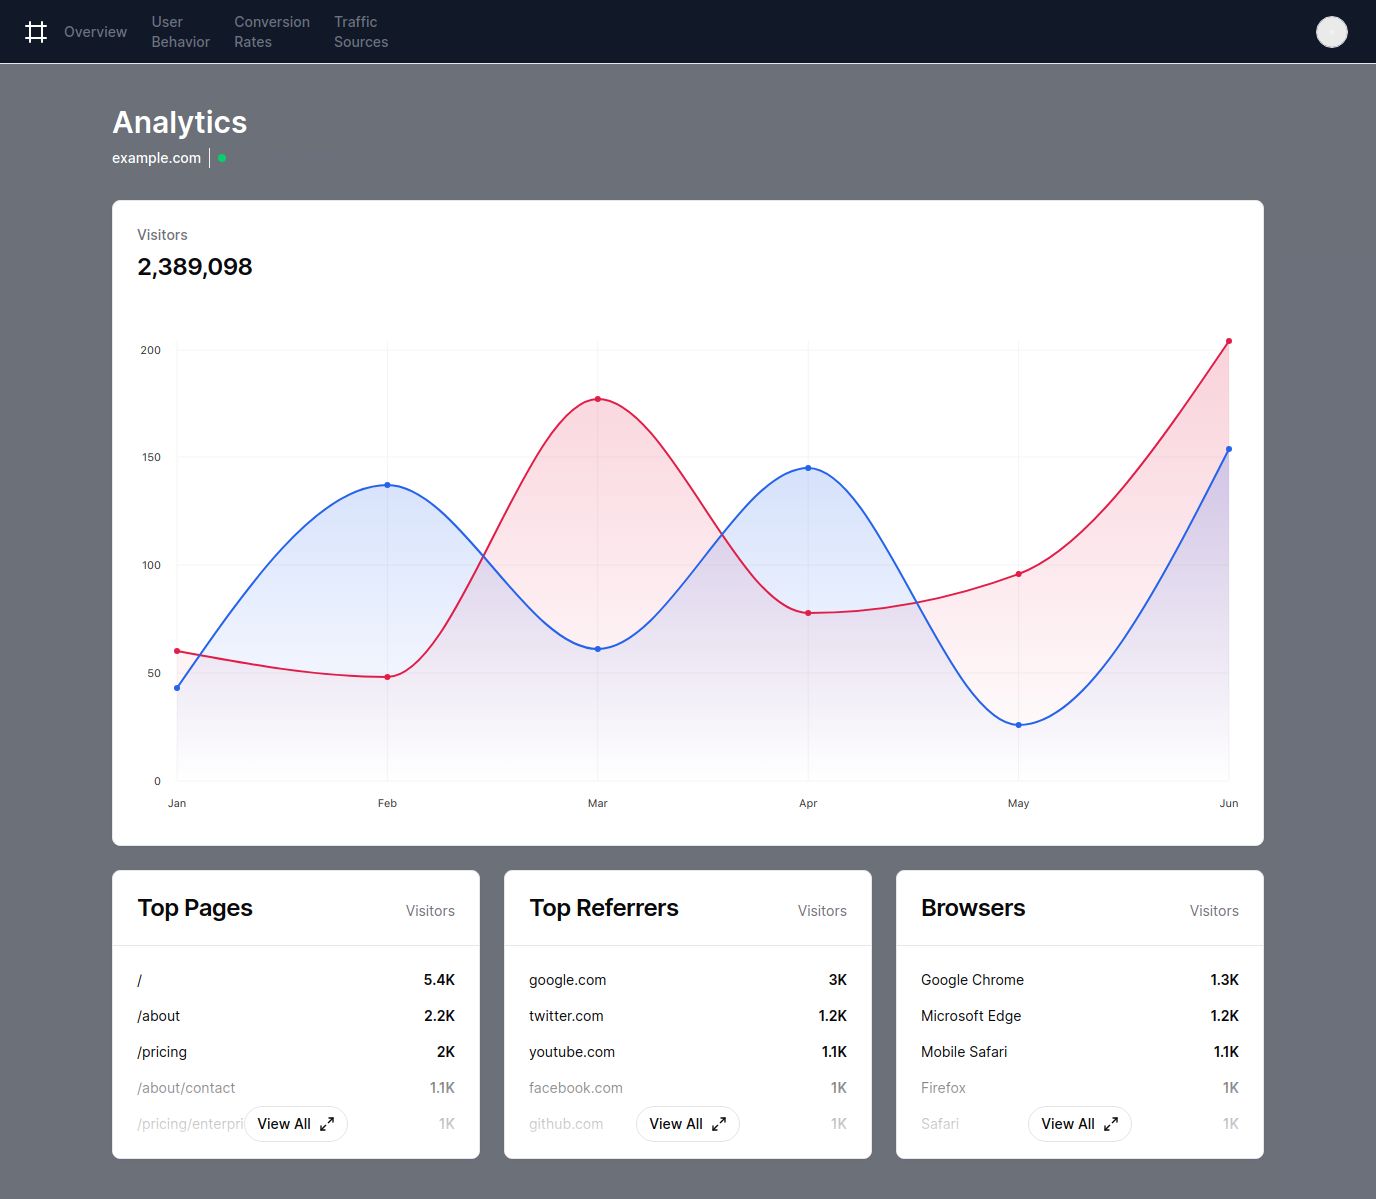 Overview
User
Behavior
Conversion
Rates
Traffic
Sources
Analytics
example.com
Visitors
2,389,098
200
150
100
50
0
Jan Feb Mar Apr May Jun
Top Pages Visitors
/ 5.4K
/about 2.2K
/pricing 2K
/about/contact 1.1K
/pricing/enterpri 1K
View All
Top Referrers Visitors
google.com 3K
twitter.com 1.2K
youtube.com 1.1K
facebook.com 1K
github.com 1K
View All
Browsers Visitors
Google Chrome 1.3K
Microsoft Edge 1.2K
Mobile Safari 1.1K
Firefox 1K
Safari 1K
View All